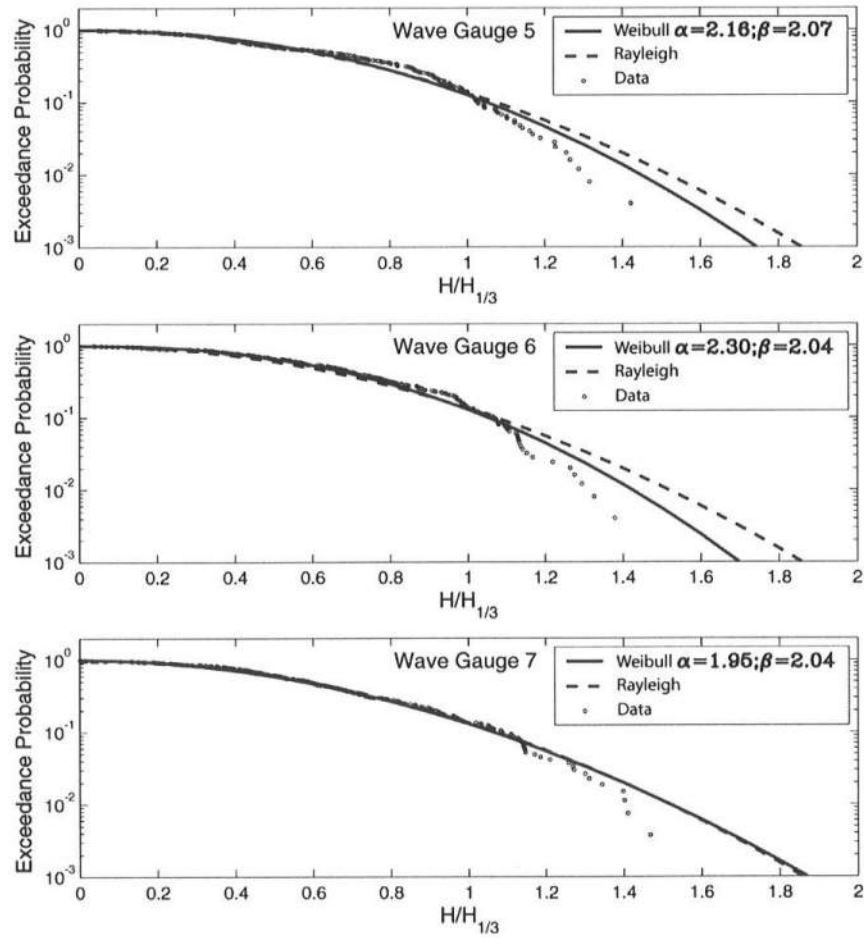 Wave Gauge 5
Weibull α=2.16;β=2.07
Rayleigh
Data
Exceedance Probability
10^0
10^-1
10^-2
10^-3
0 0.2 0.4 0.6 0.8 1 1.2 1.4 1.6 1.8 2
H/H_1/3
Wave Gauge 6
Weibull α=2.30;β=2.04
Rayleigh
Data
Exceedance Probability
10^0
10^-1
10^-2
10^-3
0 0.2 0.4 0.6 0.8 1 1.2 1.4 1.6 1.8 2
H/H_1/3
Wave Gauge 7
Weibull α=1.95;β=2.04
Rayleigh
Data
Exceedance Probability
10^0
10^-1
10^-2
10^-3
0 0.2 0.4 0.6 0.8 1 1.2 1.4 1.6 1.8 2
H/H_1/3